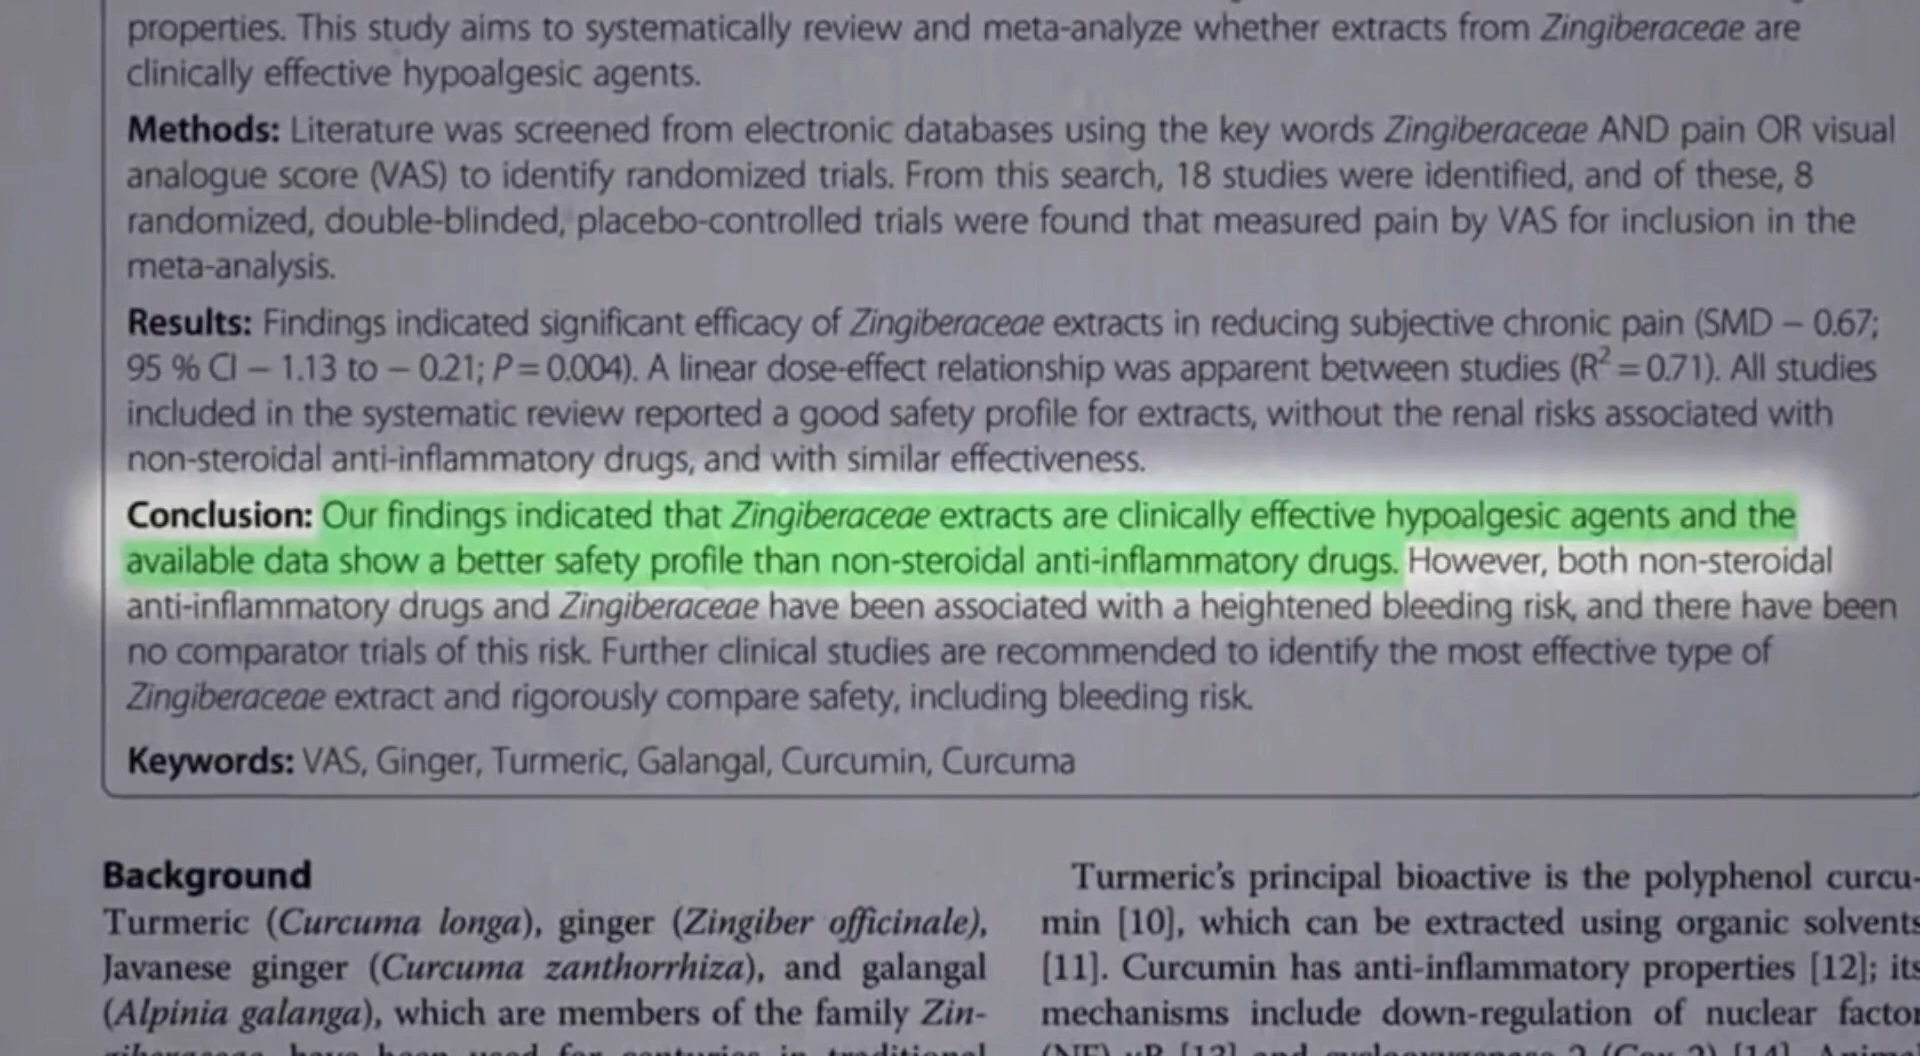 properties. This study aims to systematically review and meta-analyze whether extracts from Zingiberaceae are
clinically effective hypoalgesic agents.
Methods: Literature was screened from electronic databases using the key words Zingiberaceae AND pain OR visual
analogue score (VAS) to identify randomized trials. From this search, 18 studies were identified, and of these, 8
randomized, double-blinded, placebo-controlled trials were found that measured pain by VAS for inclusion in the
meta-analysis.
Results: Findings indicated significant efficacy of Zingiberaceae extracts in reducing subjective chronic pain (SMD − 0.67;
95 % CI − 1.13 to − 0.21; P = 0.004). A linear dose-effect relationship was apparent between studies (R² = 0.71). All studies
included in the systematic review reported a good safety profile for extracts, without the renal risks associated with
non-steroidal anti-inflammatory drugs, and with similar effectiveness.
Conclusion: Our findings indicated that Zingiberaceae extracts are clinically effective hypoalgesic agents and the
available data show a better safety profile than non-steroidal anti-inflammatory drugs. However, both non-steroidal
anti-inflammatory drugs and Zingiberaceae have been associated with a heightened bleeding risk, and there have been
no comparator trials of this risk. Further clinical studies are recommended to identify the most effective type of
Zingiberaceae extract and rigorously compare safety, including bleeding risk.
Keywords: VAS, Ginger, Turmeric, Galangal, Curcumin, Curcuma
Background
Turmeric (Curcuma longa), ginger (Zingiber officinale),
Javanese ginger (Curcuma zanthorrhiza), and galangal
(Alpinia galanga), which are members of the family Zin-
Turmeric's principal bioactive is the polyphenol curcu-
min [10], which can be extracted using organic solvents
[11]. Curcumin has anti-inflammatory properties [12]; its
mechanisms include down-regulation of nuclear factor